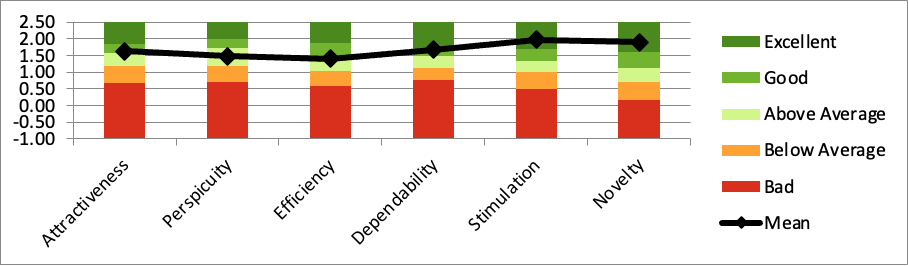 2.50
2.00
1.50
1.00
0.50
0.00
-0.50
-1.00
Attractiveness
Perspicuity
Efficiency
Dependability
Stimulation
Novelty
Excellent
Good
Above Average
Below Average
Bad
Mean